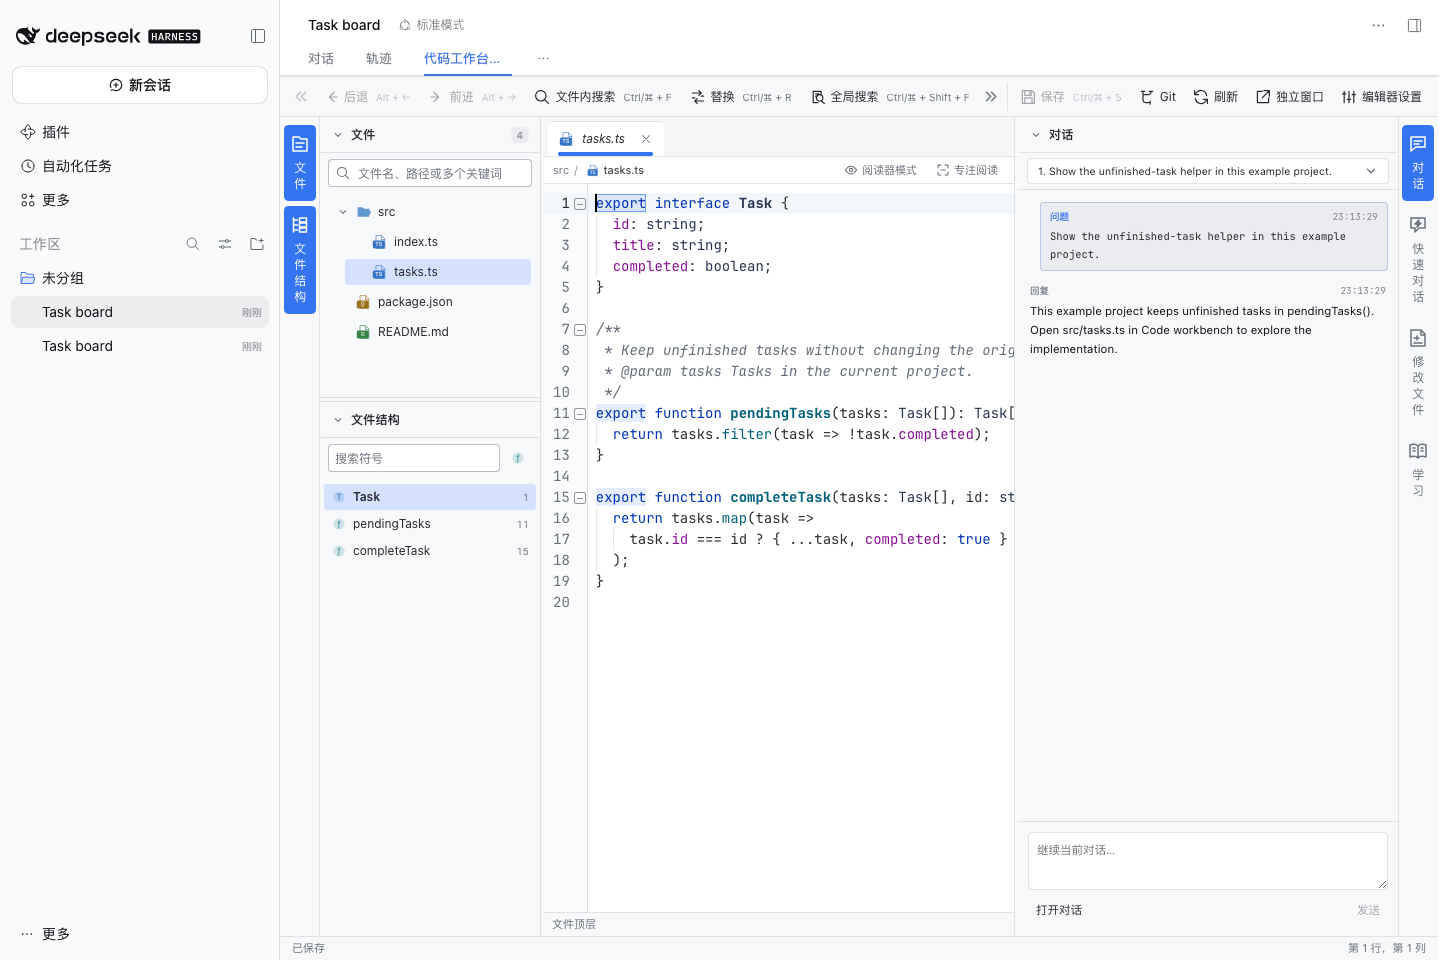 deepseek HARNESS
新会话
插件
自动化任务
更多
工作区
未分组
Task board 刚刚
Task board 刚刚
更多
Task board 标准模式
对话 轨迹 代码工作台... ...
后退 Alt + ← 前进 Alt + → 文件内搜索 Ctrl/⌘ + F 替换 Ctrl/⌘ + R 全局搜索 Ctrl/⌘ + Shift + F 保存 Ctrl/⌘ + S Git 刷新 独立窗口 编辑器设置
文件
文件结构
文件 4
文件名、路径或多个关键词
src
index.ts
tasks.ts
package.json
README.md
文件结构
搜索符号
Task 1
pendingTasks 11
completeTask 15
tasks.ts
src / tasks.ts 阅读器模式 专注阅读
1 export interface Task {
2 id: string;
3 title: string;
4 completed: boolean;
5 }
6
7 /**
8 * Keep unfinished tasks without changing the orig
9 * @param tasks Tasks in the current project.
10 */
11 export function pendingTasks(tasks: Task[]): Task[
12 return tasks.filter(task => !task.completed);
13 }
14
15 export function completeTask(tasks: Task[], id: st
16 return tasks.map(task =>
17 task.id === id ? { ...task, completed: true }
18 );
19 }
20
文件顶层
对话
1. Show the unfinished-task helper in this example project.
问题 23:13:29
Show the unfinished-task helper in this example
project.
回复 23:13:29
This example project keeps unfinished tasks in pendingTasks().
Open src/tasks.ts in Code workbench to explore the
implementation.
继续当前对话...
打开对话 发送
对话
快速对话
修改文件
学习
已保存 第 1 行，第 1 列